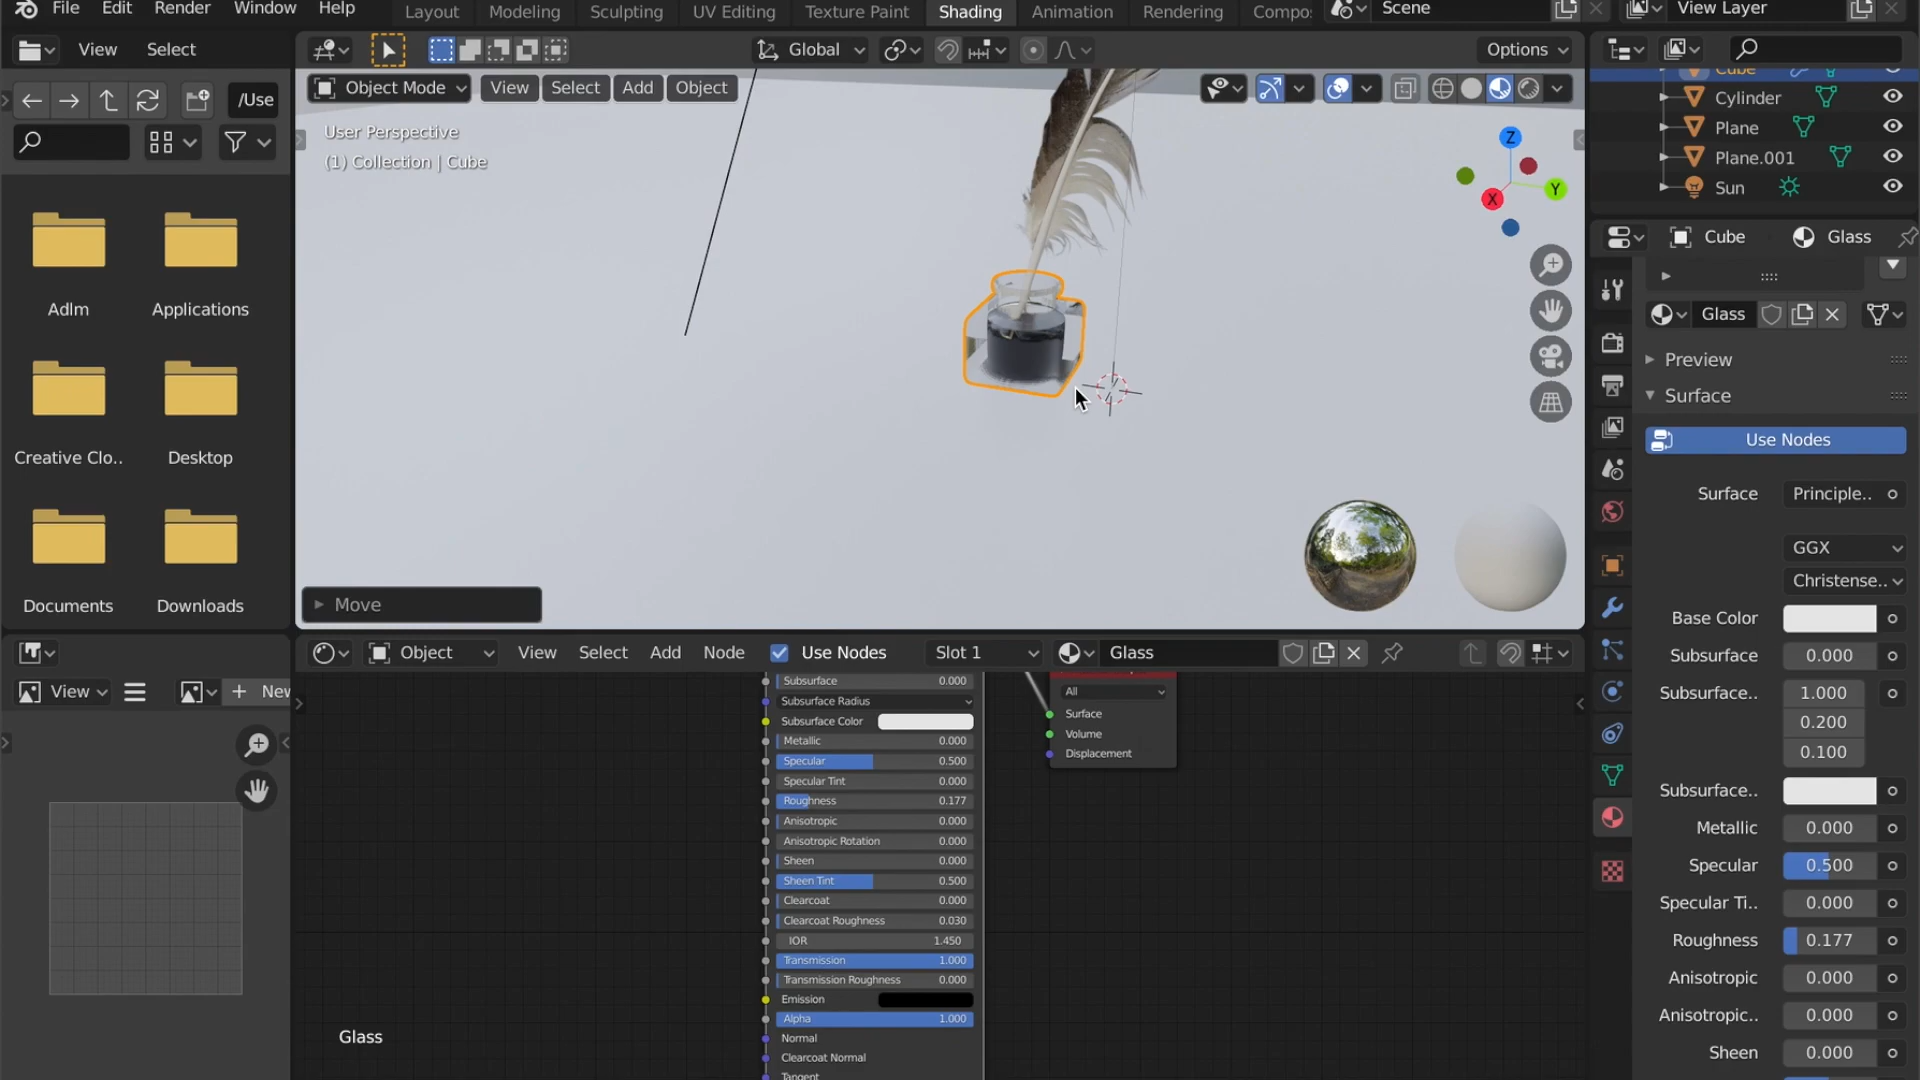 File Edit Render Window Help
Layout Modeling Sculpting UV Editing Texture Paint Shading Animation Rendering Compo
Scene
View Layer
View Select
Global
Options
/Use
Object Mode View Select Add Object
User Perspective
(1) Collection | Cube
Z
Y
X
Adlm
Applications
Creative Clo..
Desktop
Documents
Downloads
Move
Cube
Cylinder
Plane
Plane.001
Sun
Cube
Glass
Glass
Preview
Surface
Use Nodes
Surface Principle..
GGX
Christense..
Base Color
Subsurface 0.000
Subsurface.. 1.000
0.200
0.100
Subsurface..
Metallic 0.000
Specular 0.500
Specular Ti.. 0.000
Roughness 0.177
Anisotropic 0.000
Anisotropic.. 0.000
Sheen 0.000
View
New
Object View Select Add Node Use Nodes Slot 1 Glass
Subsurface 0.000
Subsurface Radius
Subsurface Color
Metallic 0.000
Specular 0.500
Specular Tint 0.000
Roughness 0.177
Anisotropic 0.000
Anisotropic Rotation 0.000
Sheen 0.000
Sheen Tint 0.500
Clearcoat 0.000
Clearcoat Roughness 0.030
IOR 1.450
Transmission 1.000
Transmission Roughness 0.000
Emission
Alpha 1.000
Normal
Clearcoat Normal
Tangent
All
Surface
Volume
Displacement
Glass